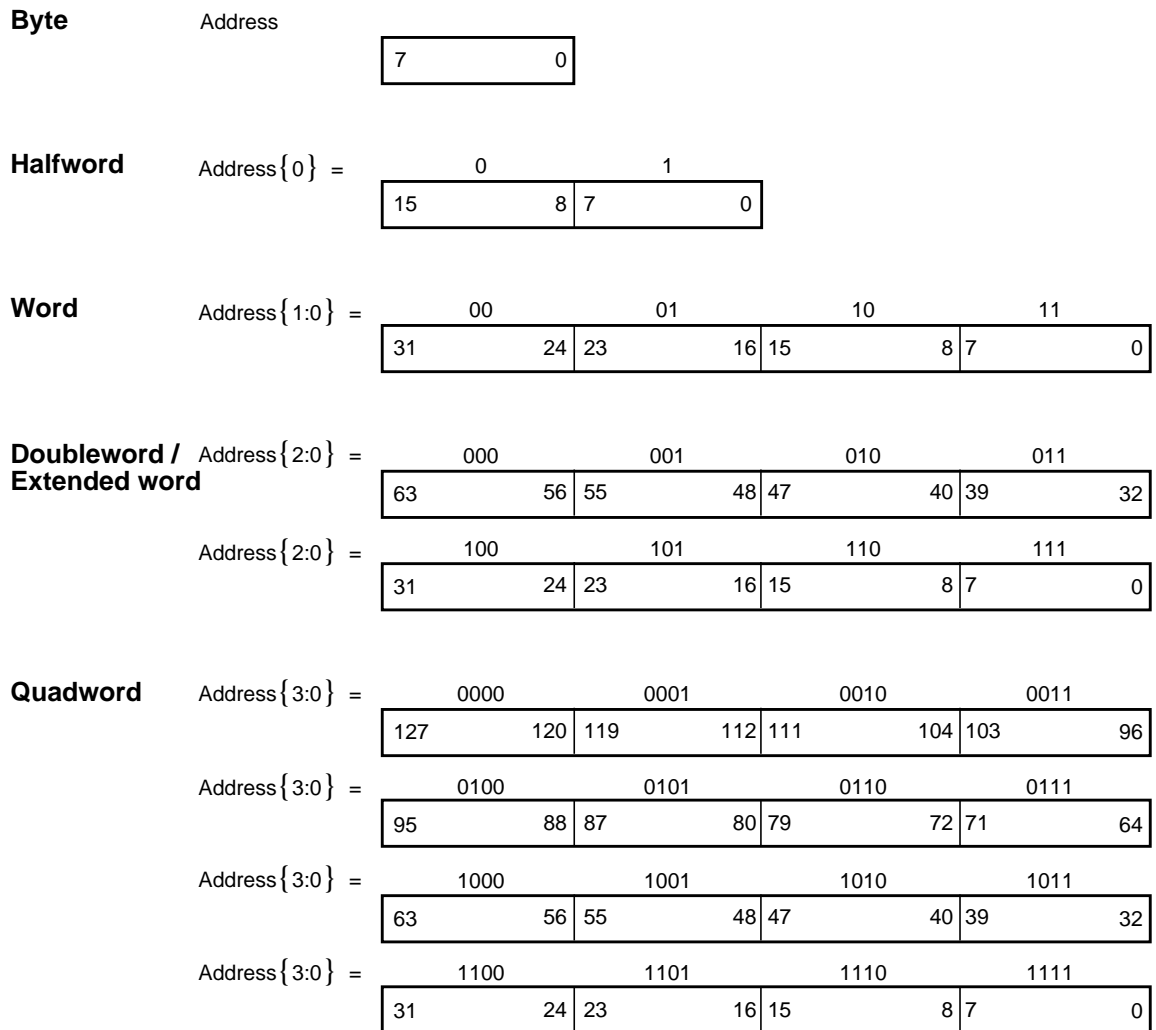 Byte Address
7 0
Halfword Address{0} = 0 1
15 8 7 0
Word Address{1:0} = 00 01 10 11
31 24 23 16 15 8 7 0
Doubleword / Address{2:0} = 000 001 010 011
Extended word
63 56 55 48 47 40 39 32
Address{2:0} = 100 101 110 111
31 24 23 16 15 8 7 0
Quadword Address{3:0} = 0000 0001 0010 0011
127 120 119 112 111 104 103 96
Address{3:0} = 0100 0101 0110 0111
95 88 87 80 79 72 71 64
Address{3:0} = 1000 1001 1010 1011
63 56 55 48 47 40 39 32
Address{3:0} = 1100 1101 1110 1111
31 24 23 16 15 8 7 0